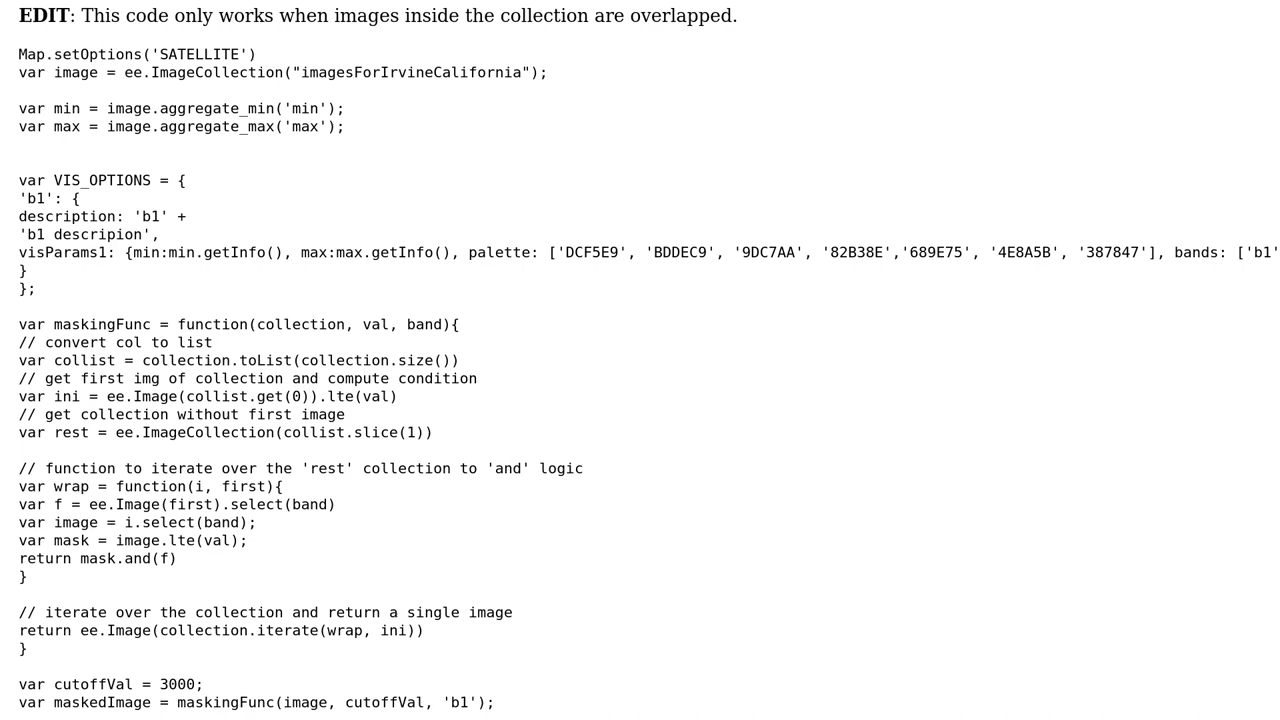 EDIT: This code only works when images inside the collection are overlapped.
Map.setOptions('SATELLITE')
var image = ee.ImageCollection("imagesForIrvineCalifornia");
var min = image.aggregate_min('min');
var max = image.aggregate_max('max');
var VIS_OPTIONS = {
'b1': {
description: 'b1' +
'b1 descripion',
visParams1: {min:min.getInfo(), max:max.getInfo(), palette: ['DCF5E9', 'BDDEC9', '9DC7AA', '82B38E','689E75', '4E8A5B', '387847'], bands: ['b1'
}
};
var maskingFunc = function(collection, val, band){
// convert col to list
var collist = collection.toList(collection.size())
// get first img of collection and compute condition
var ini = ee.Image(collist.get(0)).lte(val)
// get collection without first image
var rest = ee.ImageCollection(collist.slice(1))
// function to iterate over the 'rest' collection to 'and' logic
var wrap = function(i, first){
var f = ee.Image(first).select(band)
var image = i.select(band);
var mask = image.lte(val);
return mask.and(f)
}
// iterate over the collection and return a single image
return ee.Image(collection.iterate(wrap, ini))
}
var cutoffVal = 3000;
var maskedImage = maskingFunc(image, cutoffVal, 'b1');